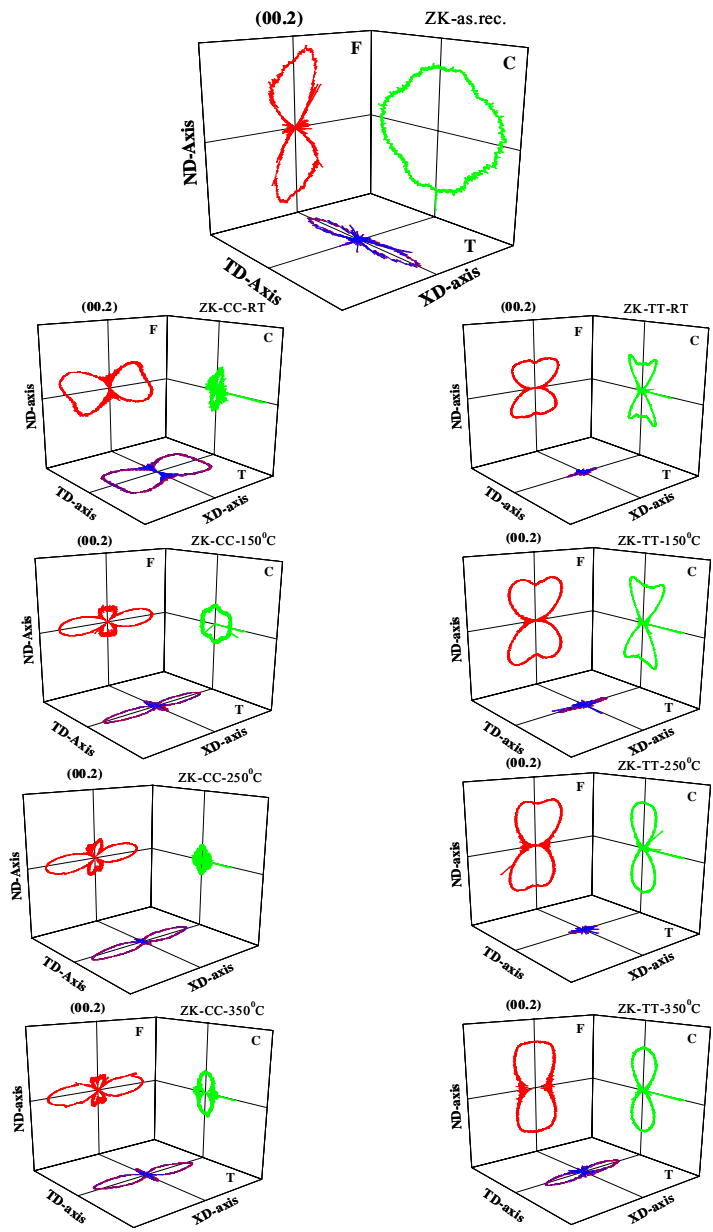 (00.2) ZK-as.rec.
F
C
ND-Axis
T
TD-Axis
XD-axis
(00.2) ZK-CC-RT
F
C
ND-axis
T
TD-axis
XD-axis
(00.2) ZK-TT-RT
F
C
ND-axis
T
TD-axis
XD-axis
(00.2) ZK-CC-150⁰C
F
C
ND-Axis
T
TD-Axis
XD-axis
(00.2) ZK-TT-150⁰C
F
C
ND-axis
T
TD-axis
XD-axis
(00.2) ZK-CC-250⁰C
ND-Axis
TD-Axis
XD-axis
(00.2) ZK-TT-250⁰C
F
C
ND-axis
T
TD-axis
XD-axis
(00.2) ZK-CC-350⁰C
F
C
ND-axis
T
TD-axis
XD-axis
(00.2) ZK-TT-350⁰C
F
C
ND-axis
T
TD-axis
XD-axis